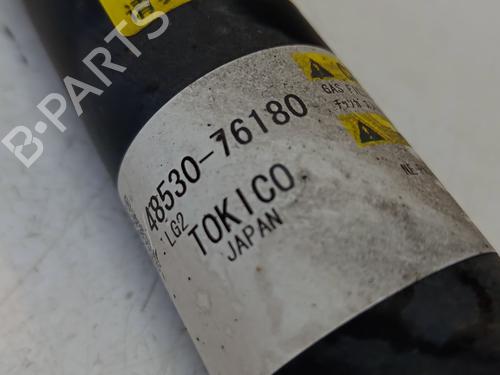 48530-76180
LG2
TOKICO
JAPAN
GAS
B-PARTS